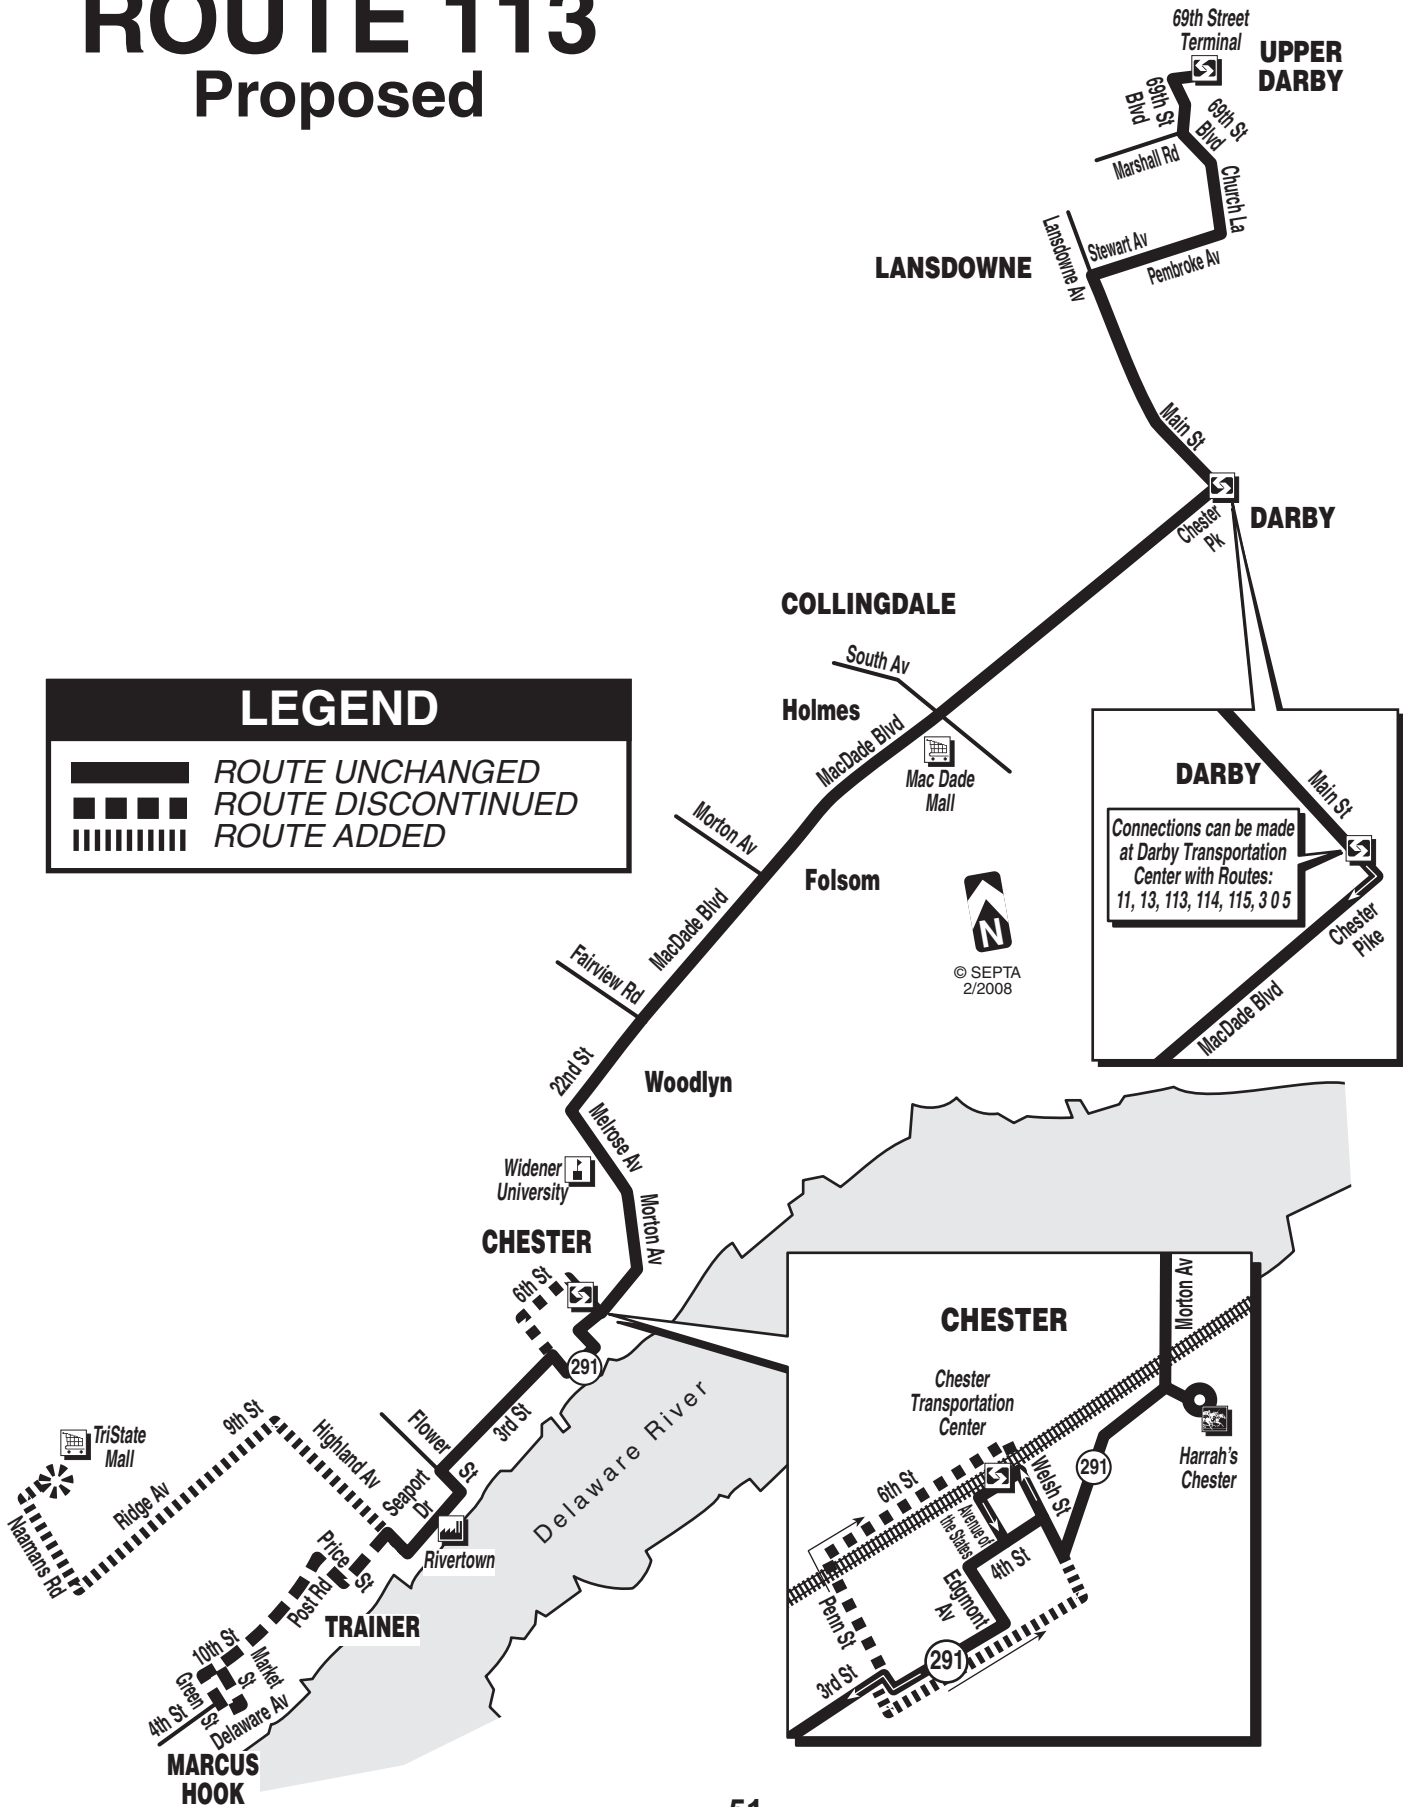 ROUTE 113
Proposed
69th Street
Terminal
UPPER
DARBY
69th St
Blvd
69th St
Blvd
Marshall Rd
Church La
Lansdowne Av
Stewart Av
Pembroke Av
LANSDOWNE
Main St
DARBY
Chester
Pk
COLLINGDALE
South Av
Holmes
MacDade Blvd
Mac Dade
Mall
LEGEND
ROUTE UNCHANGED
ROUTE DISCONTINUED
ROUTE ADDED
DARBY
Main St
Connections can be made
at Darby Transportation
Center with Routes:
11, 13, 113, 114, 115, 3 0 5
Chester
Pike
MacDade Blvd
Morton Av
Folsom
MacDade Blvd
N
© SEPTA
2/2008
Fairview Rd
22nd St
Woodlyn
Melrose Av
Widener
University
Morton Av
CHESTER
6th St
291
3rd St
Flower
St
Seaport
Dr
Rivertown
Delaware River
TriState
Mall
9th St
Highland Av
Ridge Av
Naamans Rd
Price
St
Post Rd
TRAINER
10th St
Market
St
Green
St
4th St
Delaware Av
MARCUS
HOOK
CHESTER
Morton Av
Chester
Transportation
Center
Harrah's
Chester
291
6th St
Welsh St
Avenue of
the States
4th St
Edgmont
Av
Penn St
3rd St
291
51